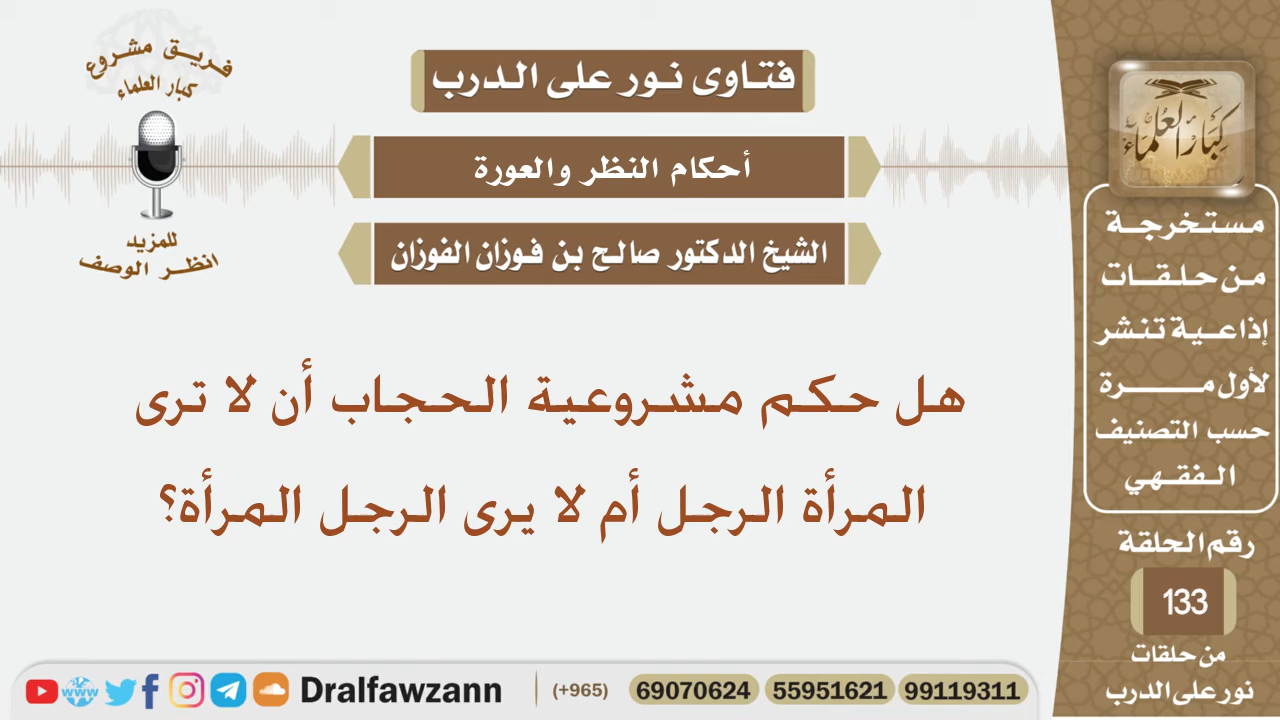 فريق مشروع
كبار العلماء
للمزيد
انظر الوصف
فتاوى نور على الدرب
أحكام النظر والعورة
الشيخ الدكتور صالح بن فوزان الفوزان
هل حكم مشروعية الحجاب أن لا ترى
المرأة الرجل أم لا يرى الرجل المرأة؟
كبار العلماء
مستخرجة
من حلقات
إذاعية تنشر
لأول مرة
حسب التصنيف
الفقهي
رقم الحلقة
133
من حلقات
نور على الدرب
www Dralfawzann (+965) 69070624 55951621 99119311